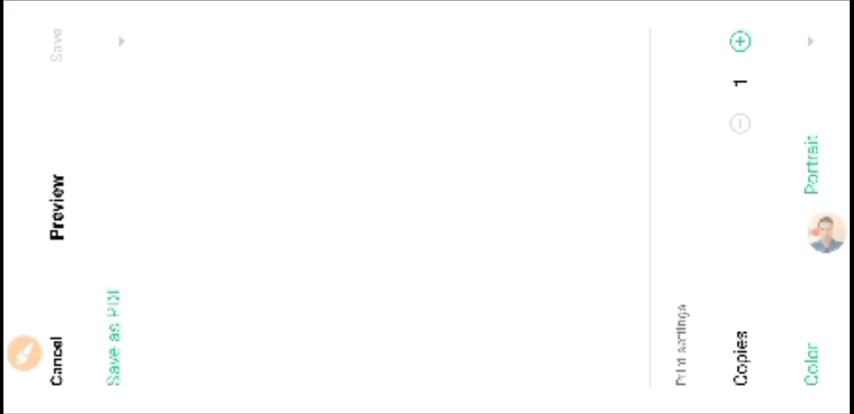 Cancel Preview Save
Save as PDF
Print settings
Copies 1
Color Portrait